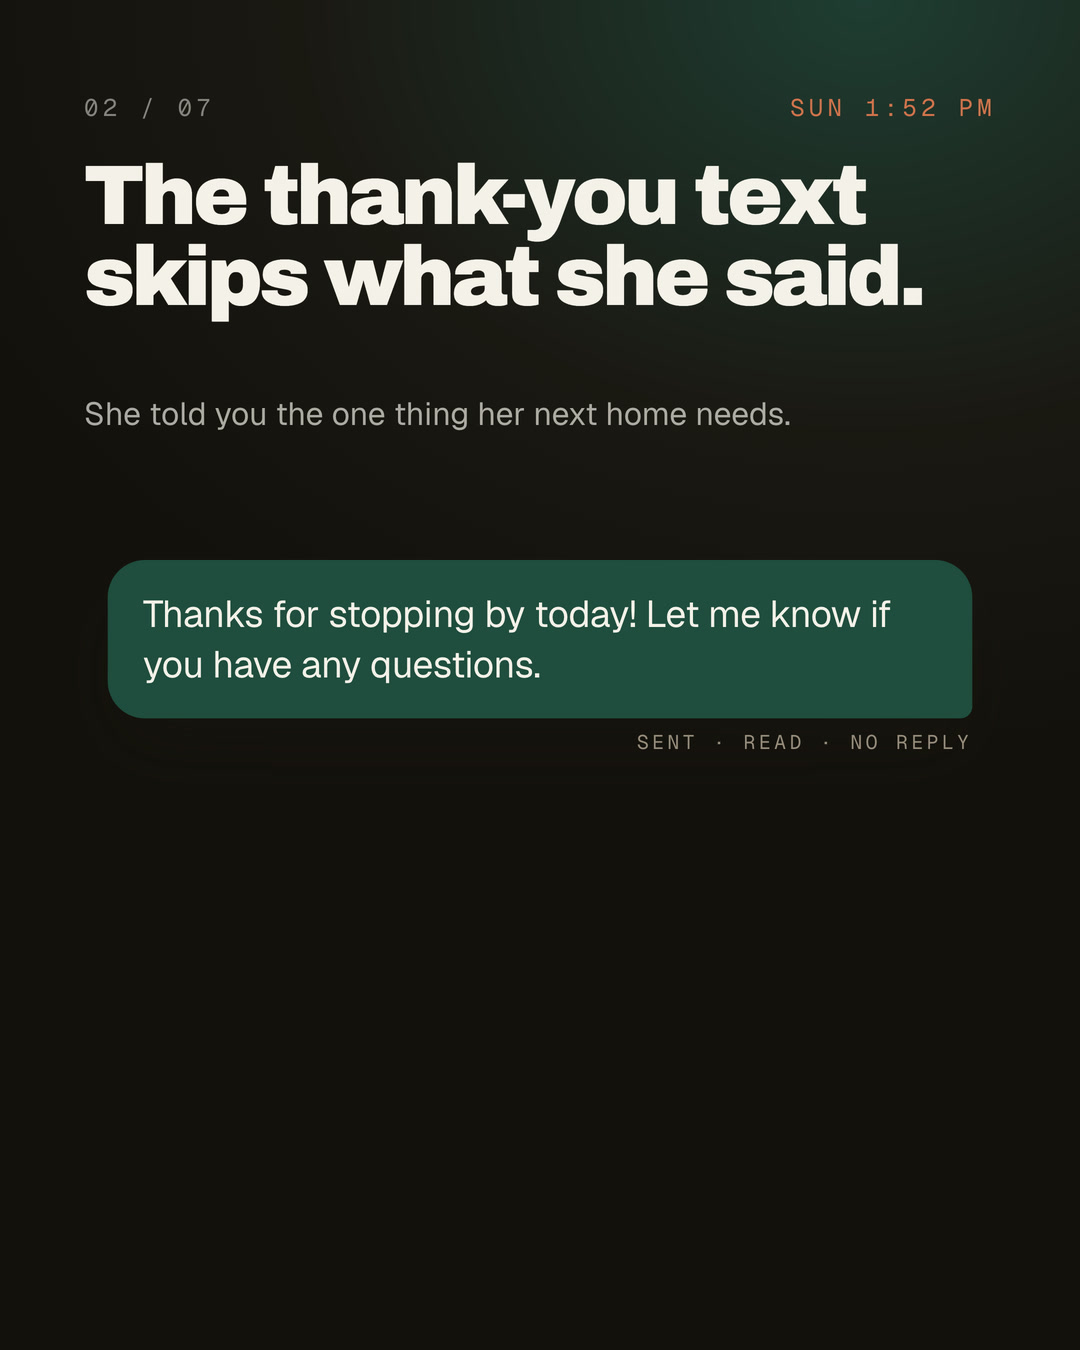 02 / 07
SUN 1:52 PM
The thank-you text
skips what she said.
She told you the one thing her next home needs.
Thanks for stopping by today! Let me know if
you have any questions.
SENT · READ · NO REPLY